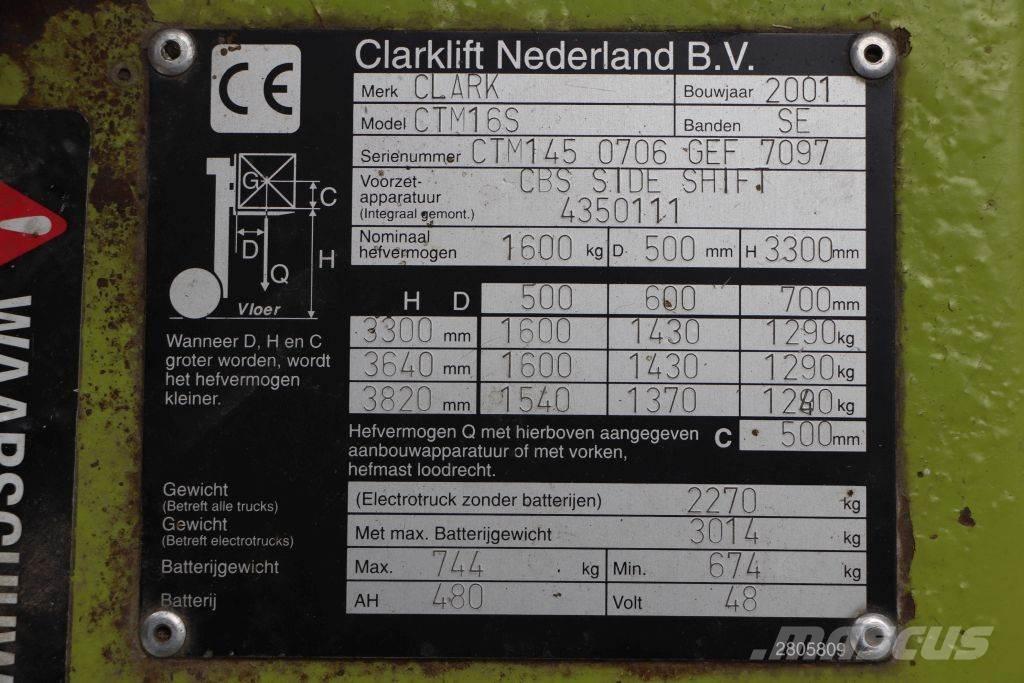 Clarklift Nederland B.V.
CE
Merk CLARK Bouwjaar 2001
Model CTM16S Banden SE
Serienummer CTM145 0706 GEF 7097
Voorzet-
apparatuur
(Integraal gemont.)
CBS SIDE SHIFT
4350111
Nominaal
hefvermogen 1600 kg D 500 mm H 3300 mm
G C
D H
Q
Vloer
Wanneer D, H en C
groter worden, wordt
het hefvermogen
kleiner.
H D 500 600 700 mm
3300 mm 1600 1430 1290 kg
3640 mm 1600 1430 1290 kg
3820 mm 1540 1370 kg
Hefvermogen Q met hierboven aangegeven
aanbouwapparatuur of met vorken,
hefmast loodrecht.
C 500 mm
Gewicht
(Betreft alle trucks)
(Electrotruck zonder batterijen) 2270 kg
Gewicht
(Betreft electrotrucks)
Met max. Batterijgewicht 3014 kg
Batterijgewicht Max. 744 kg Min. 674 kg
Batterij AH 480 Volt 48
2805809
MASCUS
WAARSCHUW